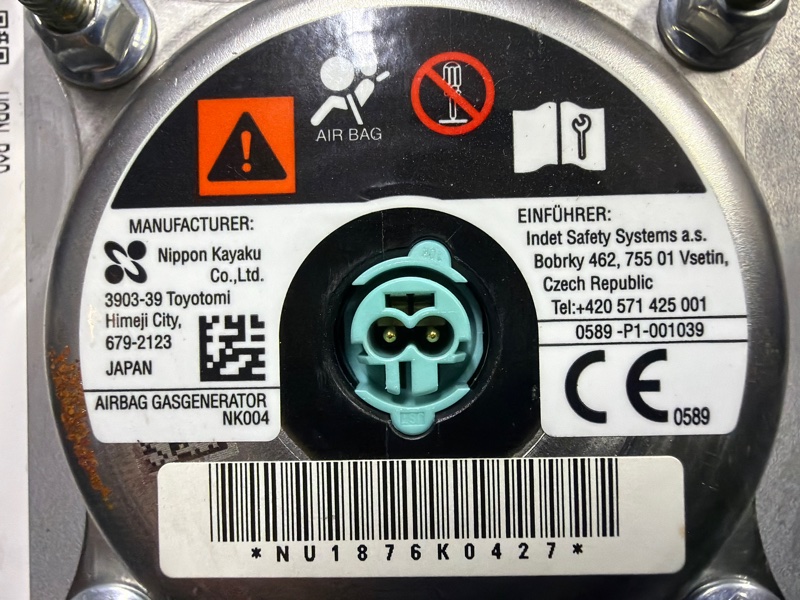 AIR BAG
MANUFACTURER:
Nippon Kayaku
Co.,Ltd.
3903-39 Toyotomi
Himeji City,
679-2123
JAPAN
AIRBAG GASGENERATOR
NK004
EINFÜHRER:
Indet Safety Systems a.s.
Bobrky 462, 755 01 Vsetin,
Czech Republic
Tel:+420 571 425 001
0589 -P1-001039
CE 0589
*NU1876K0427*